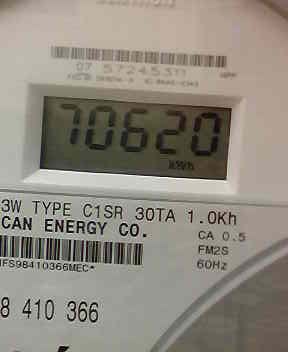 07 57245311
70620
kWh
3W TYPE C1SR 30TA 1.0Kh
CAN ENERGY CO.
CA 0.5
FM2S
60Hz
IFS98410366MEC*
8 410 366